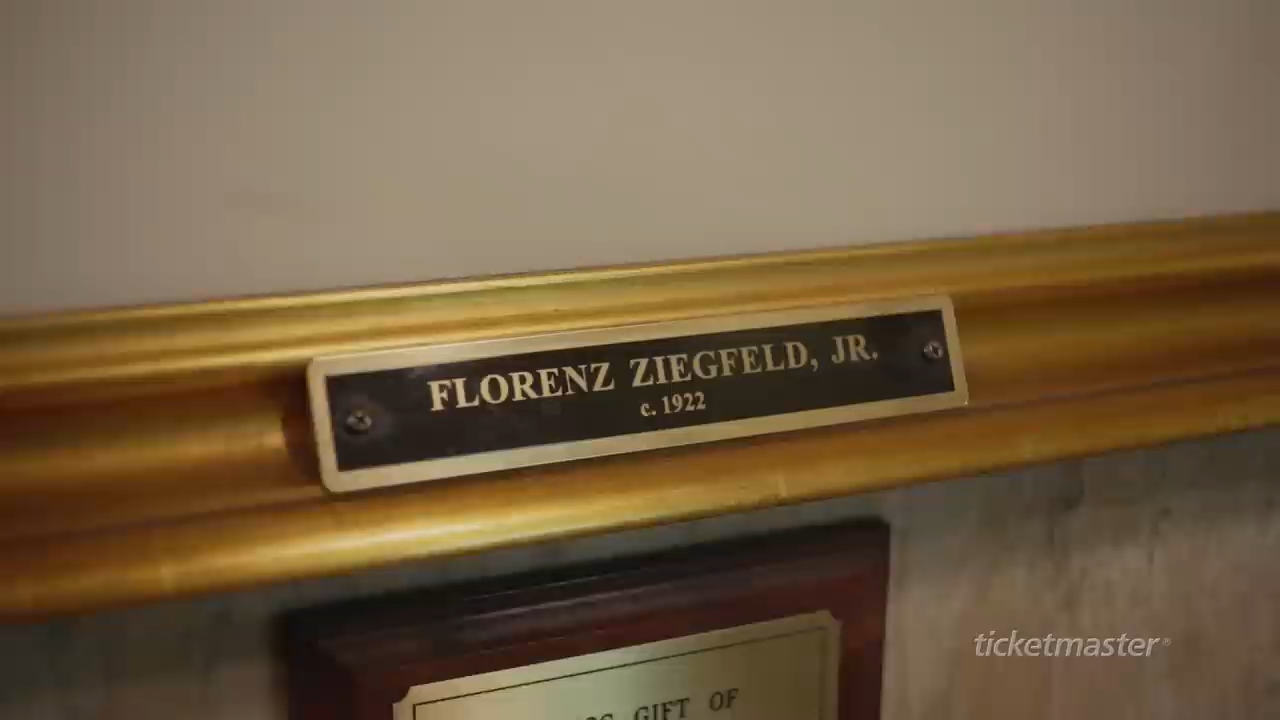 FLORENZ ZIEGFELD, JR.
c. 1922
ticketmaster®
GIFT OF